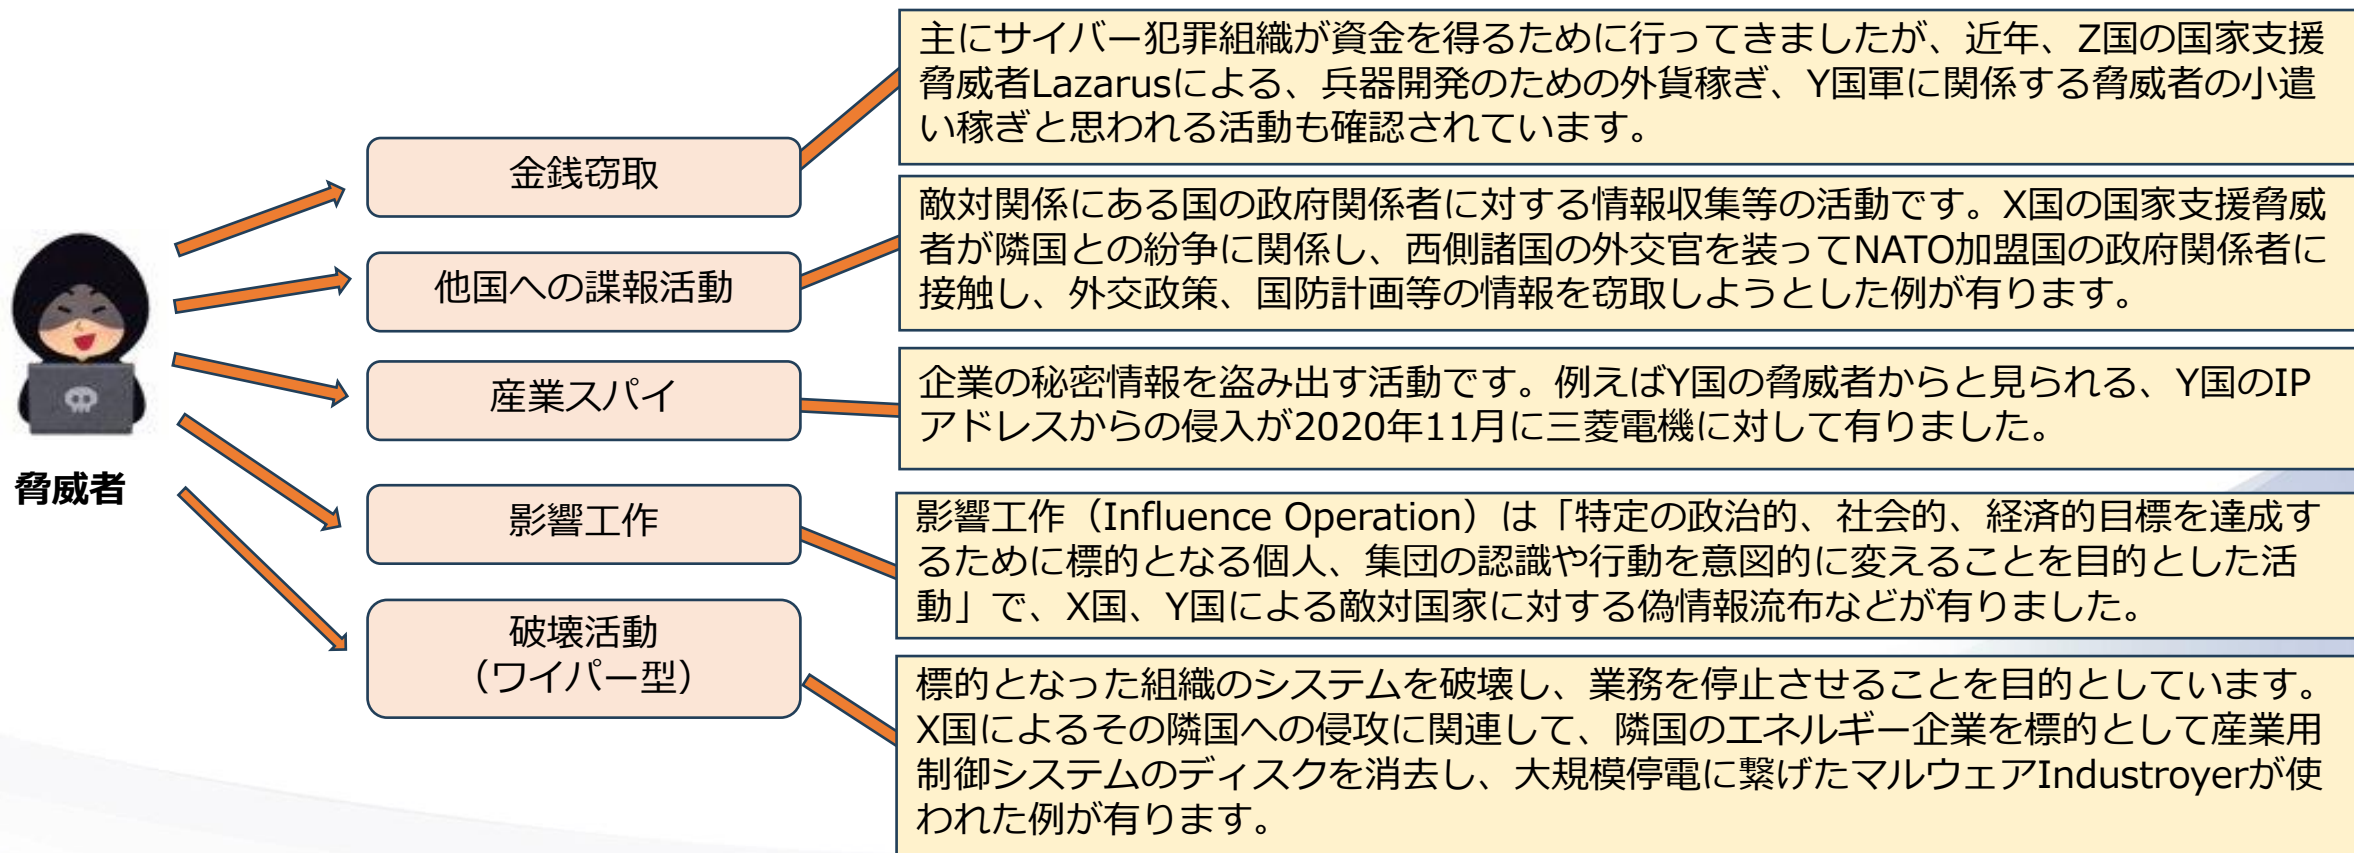 脅威者
金銭窃取
主にサイバー犯罪組織が資金を得るために行ってきましたが、近年、Z国の国家支援
脅威者Lazarusによる、兵器開発のための外貨稼ぎ、Y国軍に関係する脅威者の小遣
い稼ぎと思われる活動も確認されています。
他国への諜報活動
敵対関係にある国の政府関係者に対する情報収集等の活動です。X国の国家支援脅威
者が隣国との紛争に関係し、西側諸国の外交官を装ってNATO加盟国の政府関係者に
接触し、外交政策、国防計画等の情報を窃取しようとした例が有ります。
産業スパイ
企業の秘密情報を盗み出す活動です。例えばY国の脅威者からと見られる、Y国のIP
アドレスからの侵入が2020年11月に三菱電機に対して有りました。
影響工作
影響工作（Influence Operation）は「特定の政治的、社会的、経済的目標を達成す
るために標的となる個人、集団の認識や行動を意図的に変えることを目的とした活
動」で、X国、Y国による敵対国家に対する偽情報流布などが有りました。
破壊活動
（ワイパー型）
標的となった組織のシステムを破壊し、業務を停止させることを目的としています。
X国によるその隣国への侵攻に関連して、隣国のエネルギー企業を標的として産業用
制御システムのディスクを消去し、大規模停電に繋げたマルウェアIndustroyerが使
われた例が有ります。